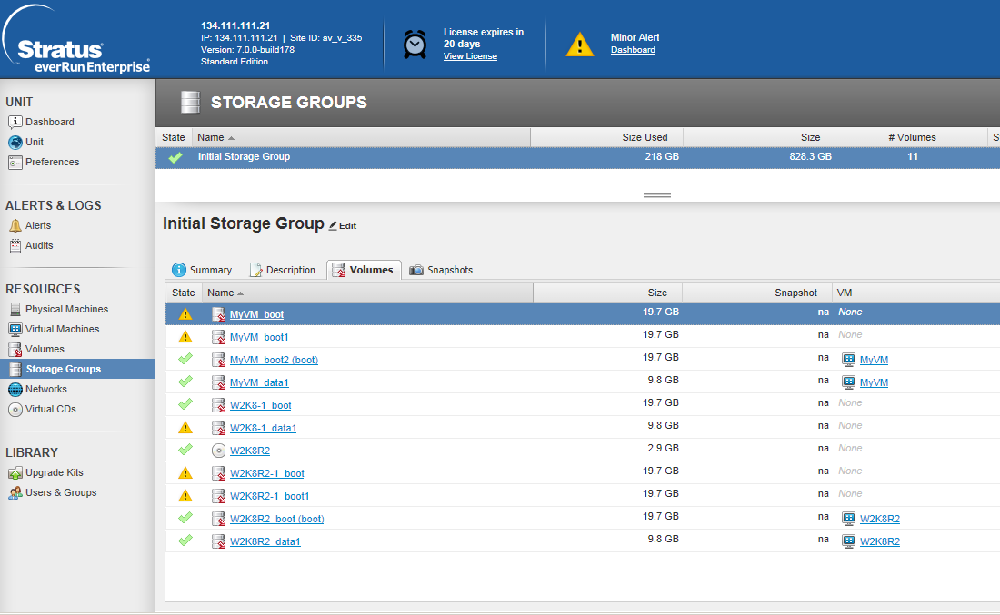 Stratus
everRun Enterprise
134.111.111.21
IP: 134.111.111.21 | Site ID: av_v_335
Version: 7.0.0-build178
Standard Edition
License expires in
20 days
View License
Minor Alert
Dashboard
UNIT
Dashboard
Unit
Preferences
ALERTS & LOGS
Alerts
Audits
RESOURCES
Physical Machines
Virtual Machines
Volumes
Storage Groups
Networks
Virtual CDs
LIBRARY
Upgrade Kits
Users & Groups
STORAGE GROUPS
State Name Size Used Size # Volumes S
Initial Storage Group 218 GB 828.3 GB 11
Initial Storage Group Edit
Summary Description Volumes Snapshots
State Name Size Snapshot VM
MyVM_boot 19.7 GB na None
MyVM_boot1 19.7 GB na None
MyVM_boot2 (boot) 19.7 GB na MyVM
MyVM_data1 9.8 GB na MyVM
W2K8-1_boot 19.7 GB na None
W2K8-1_data1 9.8 GB na None
W2K8R2 2.9 GB na None
W2K8R2-1_boot 19.7 GB na None
W2K8R2-1_boot1 19.7 GB na None
W2K8R2_boot (boot) 19.7 GB na W2K8R2
W2K8R2_data1 9.8 GB na W2K8R2